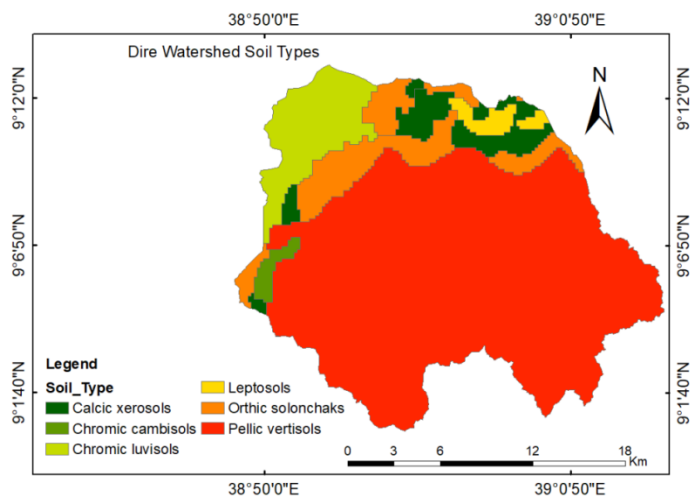 38°50'0"E 39°0'50"E
Dire Watershed Soil Types
N
9°12'0"N 9°12'0"N
9°6'50"N 9°6'50"N
9°1'40"N 9°1'40"N
Legend
Soil_Type
Calcic xerosols
Chromic cambisols
Chromic luvisols
Leptosols
Orthic solonchaks
Pellic vertisols
0 3 6 12 18
Km
38°50'0"E 39°0'50"E